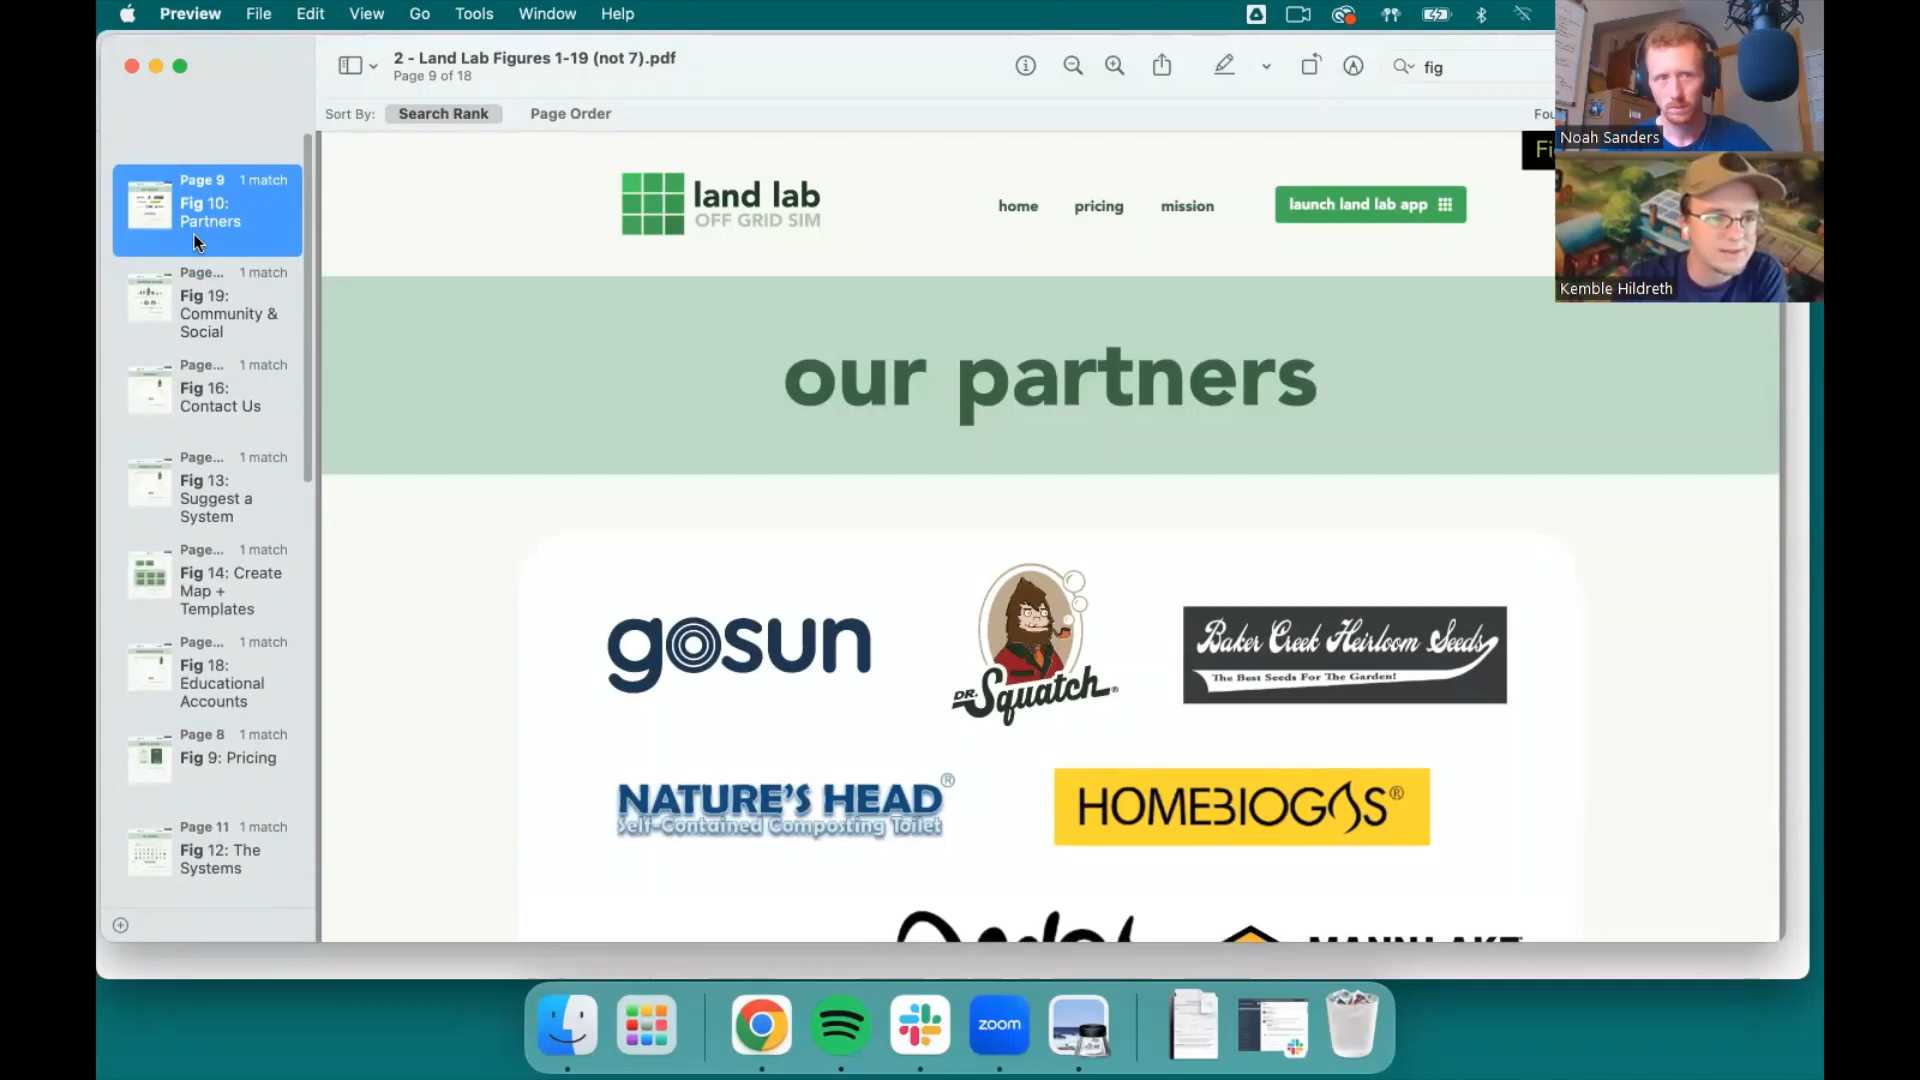 Preview File Edit View Go Tools Window Help
2 - Land Lab Figures 1-19 (not 7).pdf
Page 9 of 18
fig
Sort By: Search Rank Page Order
Page 9 1 match
Fig 10:
Partners
Page... 1 match
Fig 19:
Community &
Social
Page... 1 match
Fig 16:
Contact Us
Page... 1 match
Fig 13:
Suggest a
System
Page... 1 match
Fig 14: Create
Map +
Templates
Page... 1 match
Fig 18:
Educational
Accounts
Page 8 1 match
Fig 9: Pricing
Page 11 1 match
Fig 12: The
Systems
land lab
OFF GRID SIM
home pricing mission launch land lab app
our partners
gosun
DR. Squatch®
Baker Creek Heirloom Seeds
The Best Seeds For The Garden!
NATURE'S HEAD®
Self-Contained Composting Toilet
HOMEBIOGAS®
MANN LAKE
Noah Sanders
Kemble Hildreth
zoom